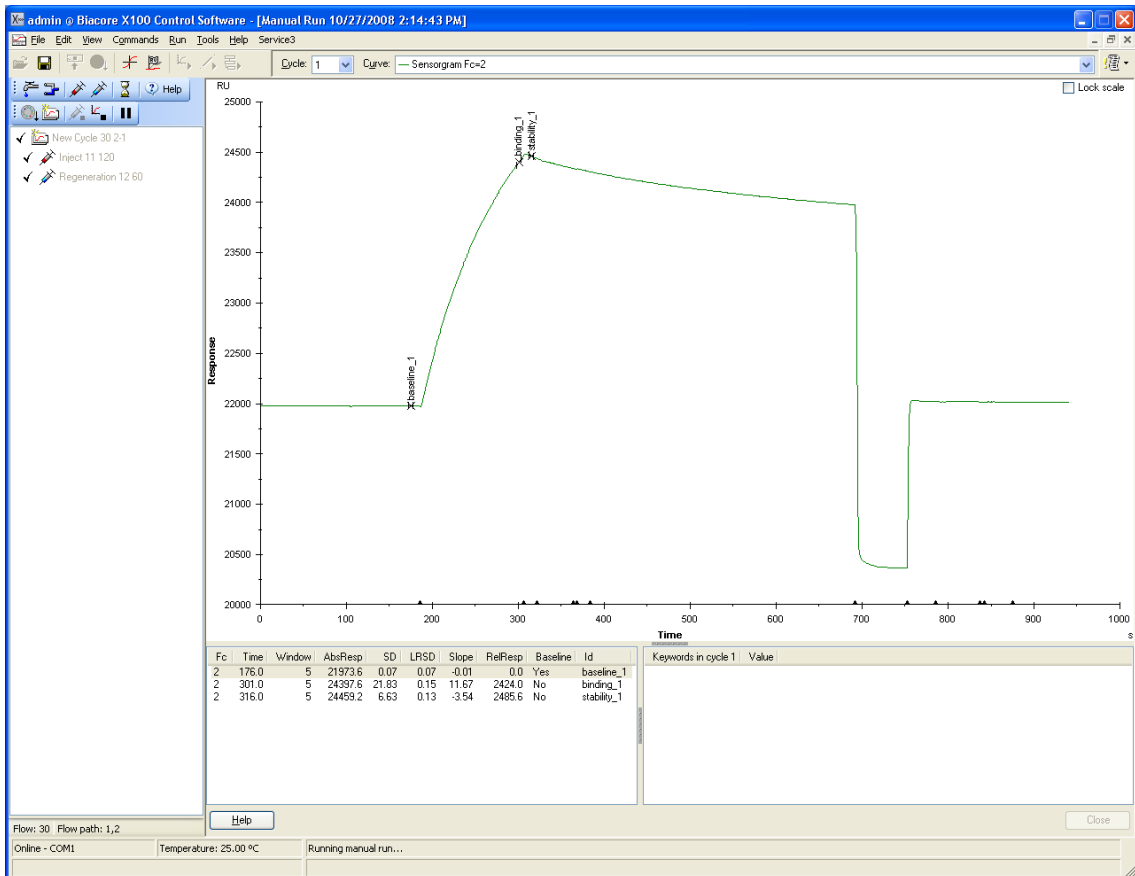 admin @ Biacore X100 Control Software - [Manual Run 10/27/2008 2:14:43 PM]
File Edit View Commands Run Tools Help Service3
Cycle: 1 Curve: Sensorgram Fc=2
Help
New Cycle 30 2-1
Inject 11 120
Regeneration 12 60
RU
Lock scale
25000
24500
24000
23500
23000
22500
22000
21500
21000
20500
20000
Response
baseline_1
binding_1
stability_1
0 100 200 300 400 500 600 700 800 900 1000
Time
s
Fc Time Window AbsResp SD LRSD Slope RelResp Baseline Id
2 176.0 5 21973.6 0.07 0.07 -0.01 0.0 Yes baseline_1
2 301.0 5 24397.6 21.83 0.15 11.67 2424.0 No binding_1
2 316.0 5 24459.2 6.63 0.13 -3.54 2485.6 No stability_1
Keywords in cycle 1 Value
Help
Close
Flow: 30 Flow path: 1,2
Online - COM1 Temperature: 25.00 ºC Running manual run...